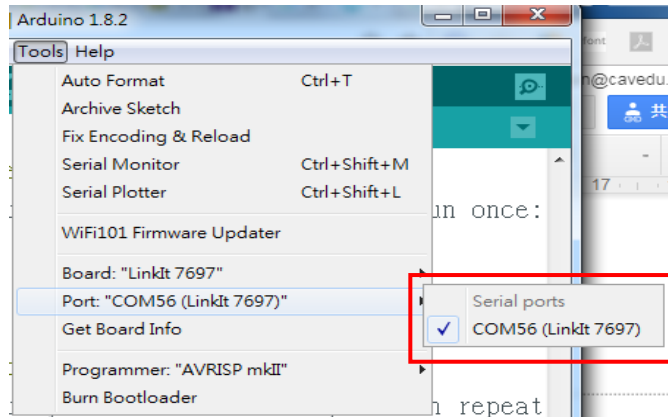 Arduino 1.8.2
Tools Help
Auto Format Ctrl+T
Archive Sketch
Fix Encoding & Reload
Serial Monitor Ctrl+Shift+M
Serial Plotter Ctrl+Shift+L
WiFi101 Firmware Updater
Board: "LinkIt 7697"
Port: "COM56 (LinkIt 7697)"
Get Board Info
Programmer: "AVRISP mkII"
Burn Bootloader
Serial ports
COM56 (LinkIt 7697)
un once:
n repeat
font
n@cavedu.
共
17